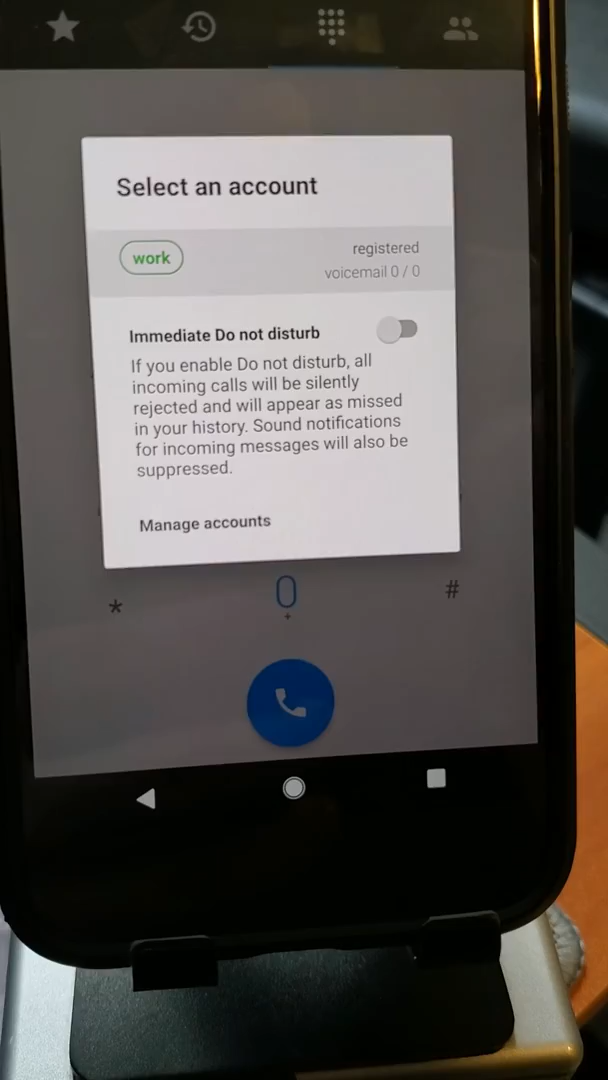 Select an account
work
registered
voicemail 0 / 0
Immediate Do not disturb
If you enable Do not disturb, all
incoming calls will be silently
rejected and will appear as missed
in your history. Sound notifications
for incoming messages will also be
suppressed.
Manage accounts
* 0 #
+